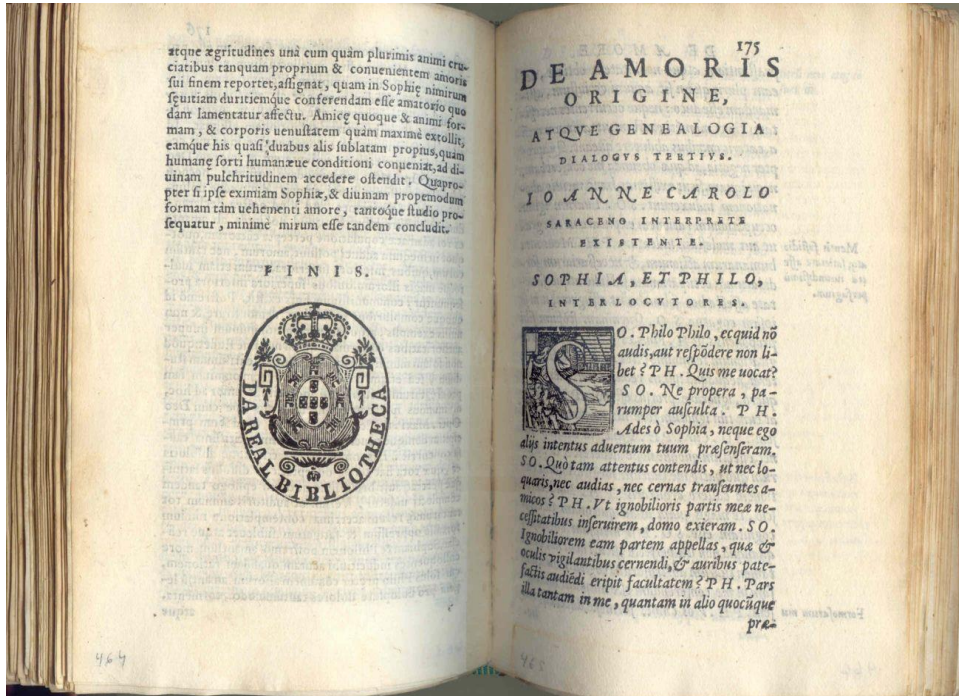 atque ægritudines unà cum quàm plurimis animi cru-
ciatibus tanquam proprium & conuenientem amoris
sui finem reportet, assignat, quam in Sophię nimirum
sęuitiam duritiemque conferendam esse amatorio quo
dam lamentatur affectu. Amicę quoque & animi for-
mam, & corporis uenustatem quàm maximè extollit,
eamque his quasi duabus alis sublatam propius, quam
humanę sorti humanæue conditioni conueniat, ad di-
uinam pulchritudinem accedere ostendit. Quapro-
pter si ipse eximiam Sophiæ, & diuinam propemodum
formam tàm uehementi amore, tantoque studio pro-
sequatur, minimè mirum esse tandem concludit.
FINIS.
DA REAL BIBLIOTHECA
464
175
DE AMORIS
ORIGINE,
ATQVE GENEALOGIA
DIALOGVS TERTIVS.
IOANNE CAROLO
SARACENO INTERPRETE
EXISTENTE.
SOPHIA, ET PHILO,
INTERLOCVTORES.
SO. Philo Philo, ecquid nõ
audis, aut respõdere non li-
bet? PH. Quis me uocat?
SO. Ne propera, pa-
rumper ausculta. PH.
Ades ò Sophia, neque ego
alijs intentus aduentum tuum præsenseram.
SO. Quò tam attentus contendis, ut nec lo-
quaris, nec audias, nec cernas transeuntes a-
micos? PH. Vt ignobilioris partis meæ ne-
cessitatibus inseruirem, domo exieram. SO.
Ignobiliorem eam partem appellas, quæ &
oculis vigilantibus cernendi, & auribus pate-
factis audiẽdi eripit facultatem? PH. Pars
illa tantam in me, quantam in alio quocũque
præ-